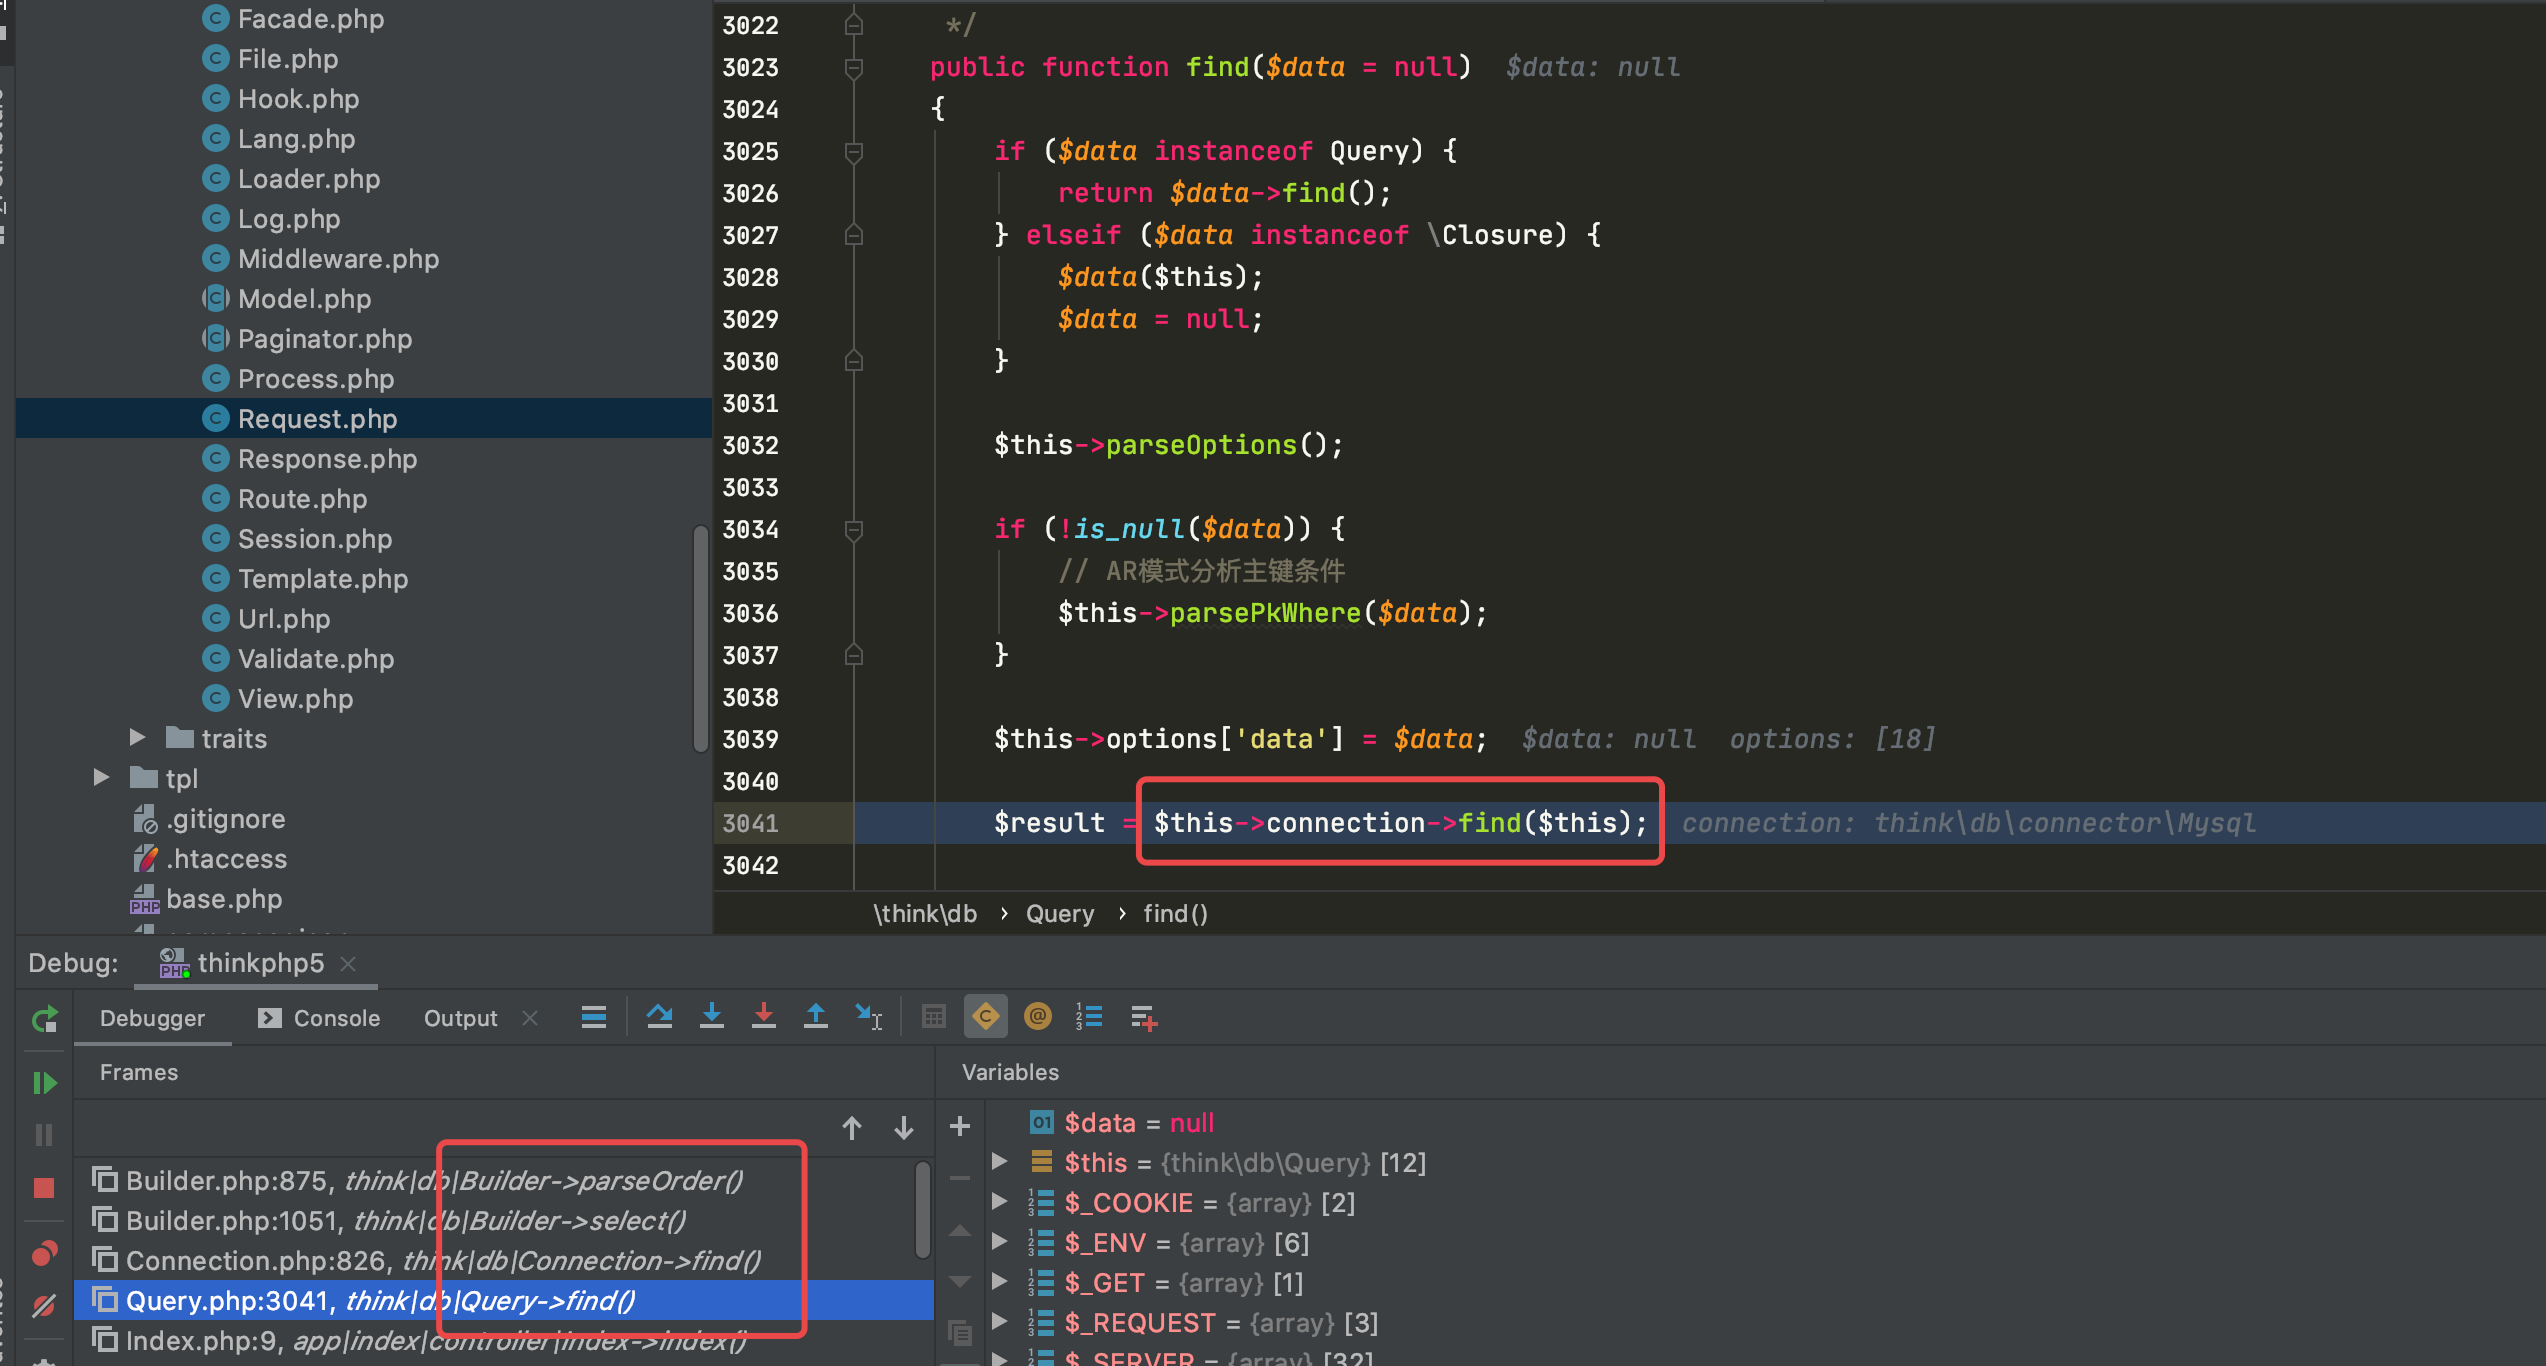 Facade.php
File.php
Hook.php
Lang.php
Loader.php
Log.php
Middleware.php
Model.php
Paginator.php
Process.php
Request.php
Response.php
Route.php
Session.php
Template.php
Url.php
Validate.php
View.php
traits
tpl
.gitignore
.htaccess
base.php
3022 */
3023 public function find($data = null) $data: null
3024 {
3025 if ($data instanceof Query) {
3026 return $data->find();
3027 } elseif ($data instanceof \Closure) {
3028 $data($this);
3029 $data = null;
3030 }
3031
3032 $this->parseOptions();
3033
3034 if (!is_null($data)) {
3035 // AR模式分析主键条件
3036 $this->parsePkWhere($data);
3037 }
3038
3039 $this->options['data'] = $data; $data: null options: [18]
3040
3041 $result = $this->connection->find($this); connection: think\db\connector\Mysql
3042
\think\db › Query › find()
Debug: thinkphp5
Debugger Console Output
Frames
Builder.php:875, think|db|Builder->parseOrder()
Builder.php:1051, think|db|Builder->select()
Connection.php:826, think|db|Connection->find()
Query.php:3041, think|db|Query->find()
Index.php:9, app|index|controller|Index->index()
Variables
$data = null
$this = {think\db\Query} [12]
$_COOKIE = {array} [2]
$_ENV = {array} [6]
$_GET = {array} [1]
$_REQUEST = {array} [3]
$_SERVER = {array} [32]